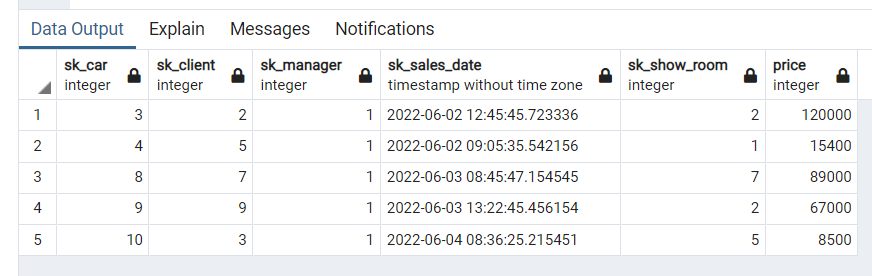 Data Output Explain Messages Notifications
sk_car sk_client sk_manager sk_sales_date sk_show_room price
integer integer integer timestamp without time zone integer integer
1 3 2 1 2022-06-02 12:45:45.723336 2 120000
2 4 5 1 2022-06-02 09:05:35.542156 1 15400
3 8 7 1 2022-06-03 08:45:47.154545 7 89000
4 9 9 1 2022-06-03 13:22:45.456154 2 67000
5 10 3 1 2022-06-04 08:36:25.215451 5 8500